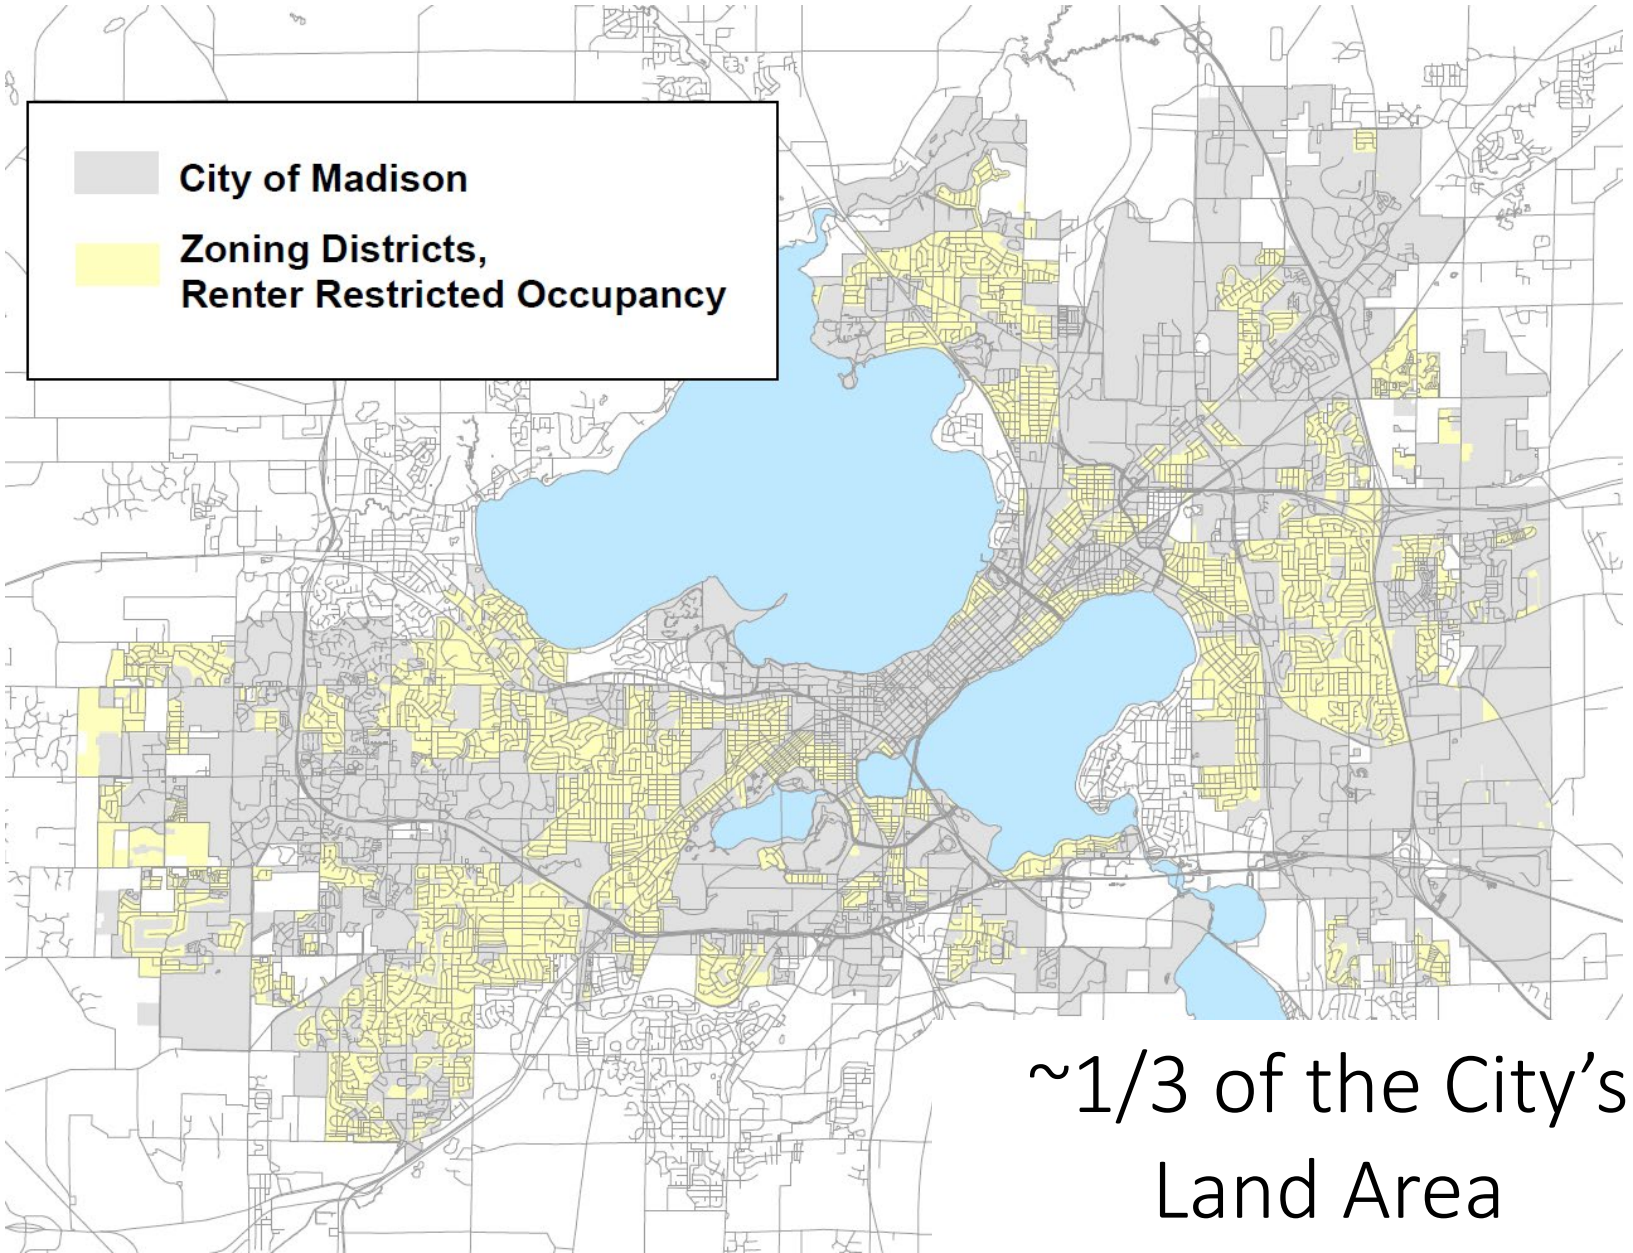 City of Madison
Zoning Districts,
Renter Restricted Occupancy
~1/3 of the City’s
Land Area